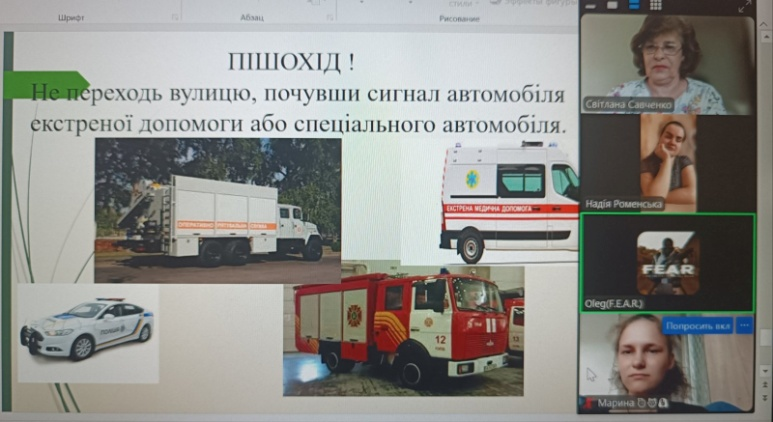 Шрифт
Абзац
Рисование
ПІШОХІД !
Не переходь вулицю, почувши сигнал автомобіля
екстреної допомоги або спеціального автомобіля.
ЕКСТРЕНА МЕДИЧНА ДОПОМОГА
12
12
Світлана Савченко
Надія Роменська
FEAR
Oleg(F.E.A.R.)
Попросить вкл
Марина